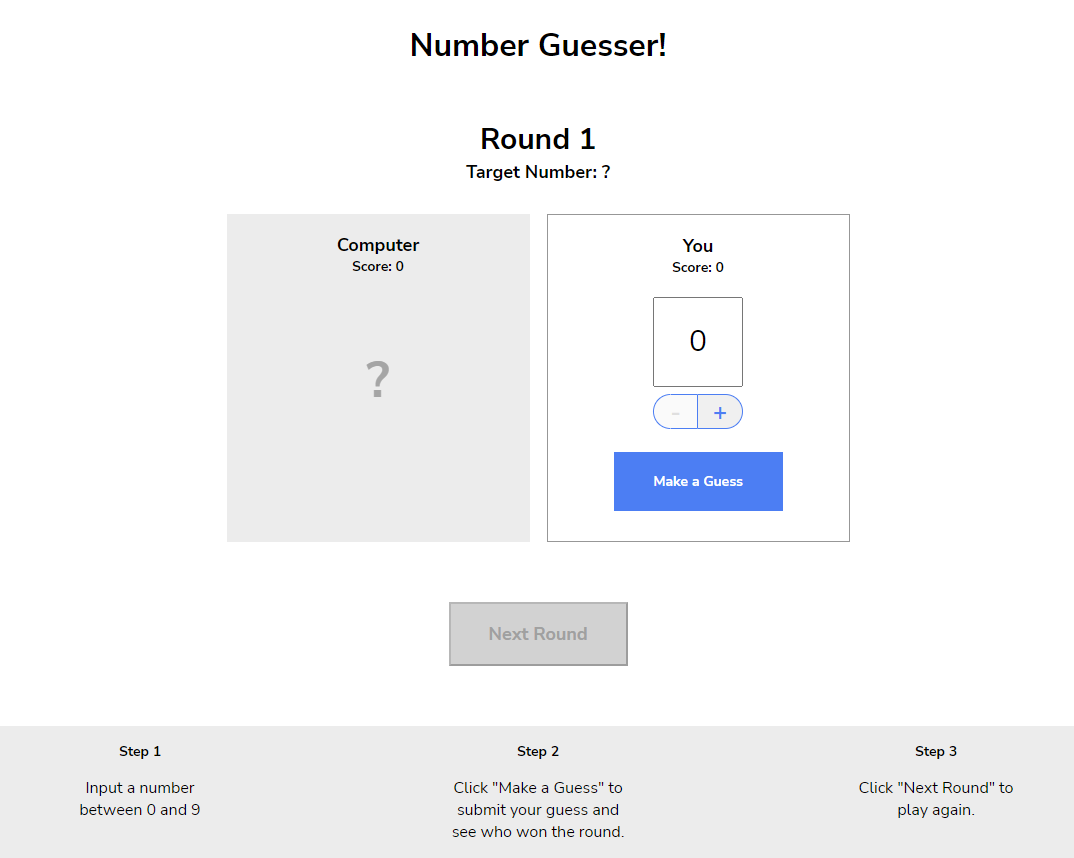 Number Guesser!
Round 1
Target Number: ?
Computer
Score: 0
?
You
Score: 0
0
- +
Make a Guess
Next Round
Step 1
Input a number
between 0 and 9
Step 2
Click "Make a Guess" to
submit your guess and
see who won the round.
Step 3
Click "Next Round" to
play again.